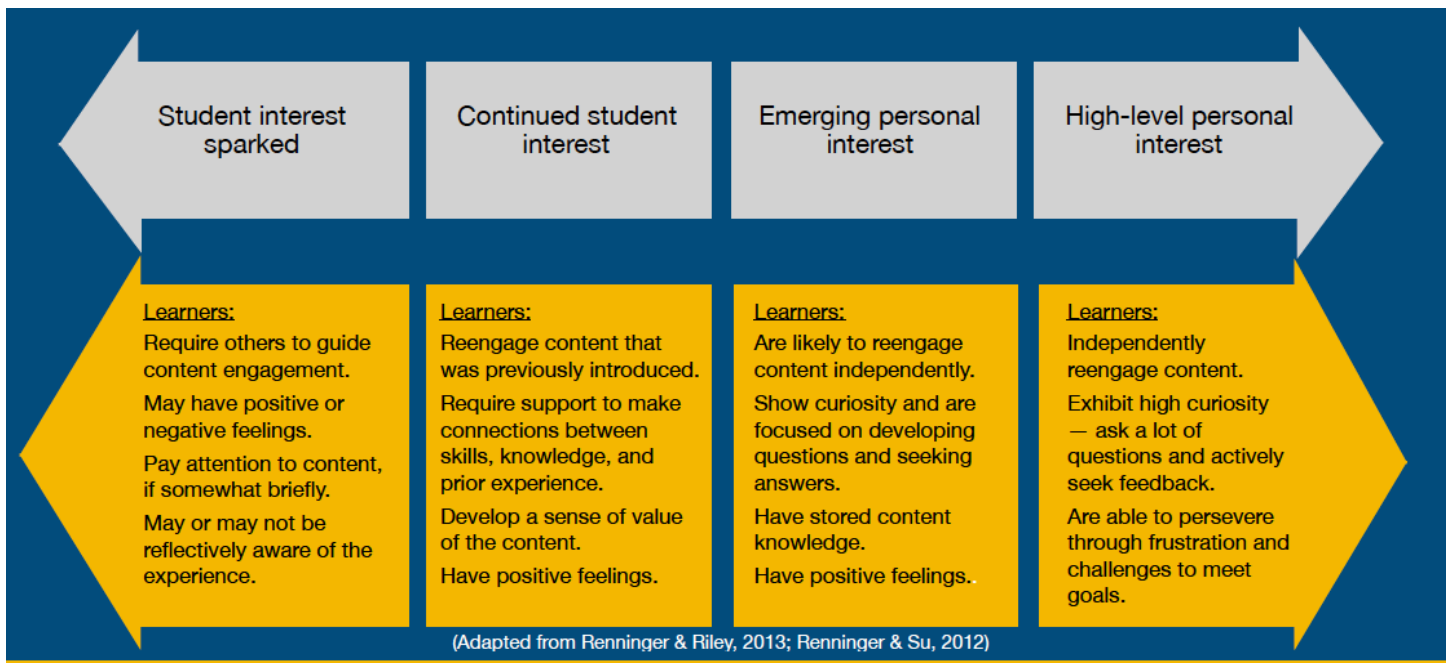 Student interest
sparked
Continued student
interest
Emerging personal
interest
High-level personal
interest
Learners:
Require others to guide
content engagement.
May have positive or
negative feelings.
Pay attention to content,
if somewhat briefly.
May or may not be
reflectively aware of the
experience.
Learners:
Reengage content that
was previously introduced.
Require support to make
connections between
skills, knowledge, and
prior experience.
Develop a sense of value
of the content.
Have positive feelings.
Learners:
Are likely to reengage
content independently.
Show curiosity and are
focused on developing
questions and seeking
answers.
Have stored content
knowledge.
Have positive feelings..
Learners:
Independently
reengage content.
Exhibit high curiosity
— ask a lot of
questions and actively
seek feedback.
Are able to persevere
through frustration and
challenges to meet
goals.
(Adapted from Renninger & Riley, 2013; Renninger & Su, 2012)